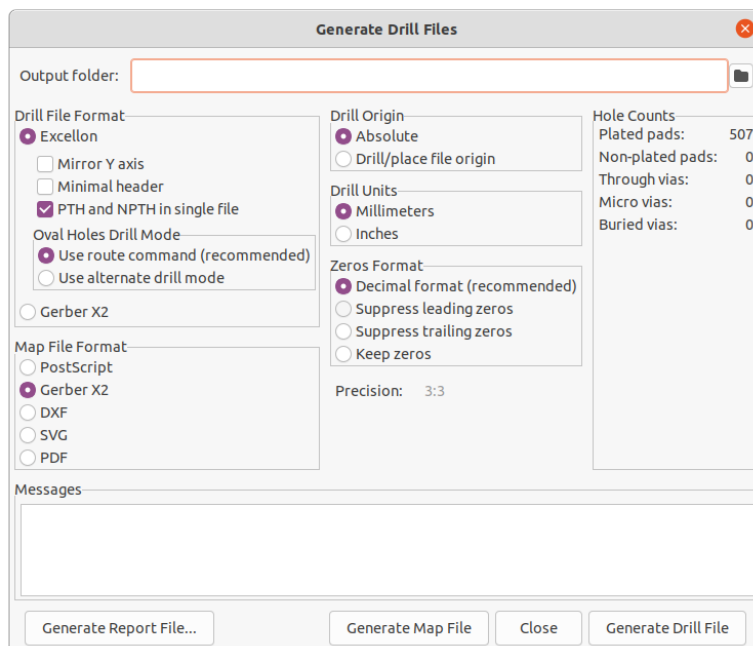 Generate Drill Files
Output folder:
Drill File Format
Excellon
Mirror Y axis
Minimal header
PTH and NPTH in single file
Oval Holes Drill Mode
Use route command (recommended)
Use alternate drill mode
Gerber X2
Map File Format
PostScript
Gerber X2
DXF
SVG
PDF
Drill Origin
Absolute
Drill/place file origin
Drill Units
Millimeters
Inches
Zeros Format
Decimal format (recommended)
Suppress leading zeros
Suppress trailing zeros
Keep zeros
Precision: 3:3
Hole Counts
Plated pads: 507
Non-plated pads: 0
Through vias: 0
Micro vias: 0
Buried vias: 0
Messages
Generate Report File... Generate Map File Close Generate Drill File